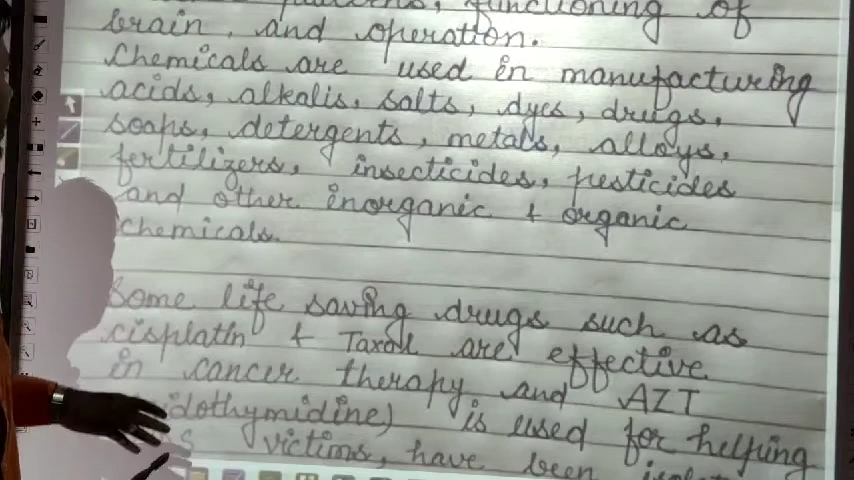 functioning of
brain, and operation.
Chemicals are used in manufacturing
acids, alkalis, salts, dyes, drugs,
soaps, detergents, metals, alloys,
fertilizers, insecticides, pesticides
and other inorganic + organic
chemicals.
Some life saving drugs such as
cisplatin + Taxol are effective
in cancer therapy and AZT
idothymidine) is used for helping
victims, have been